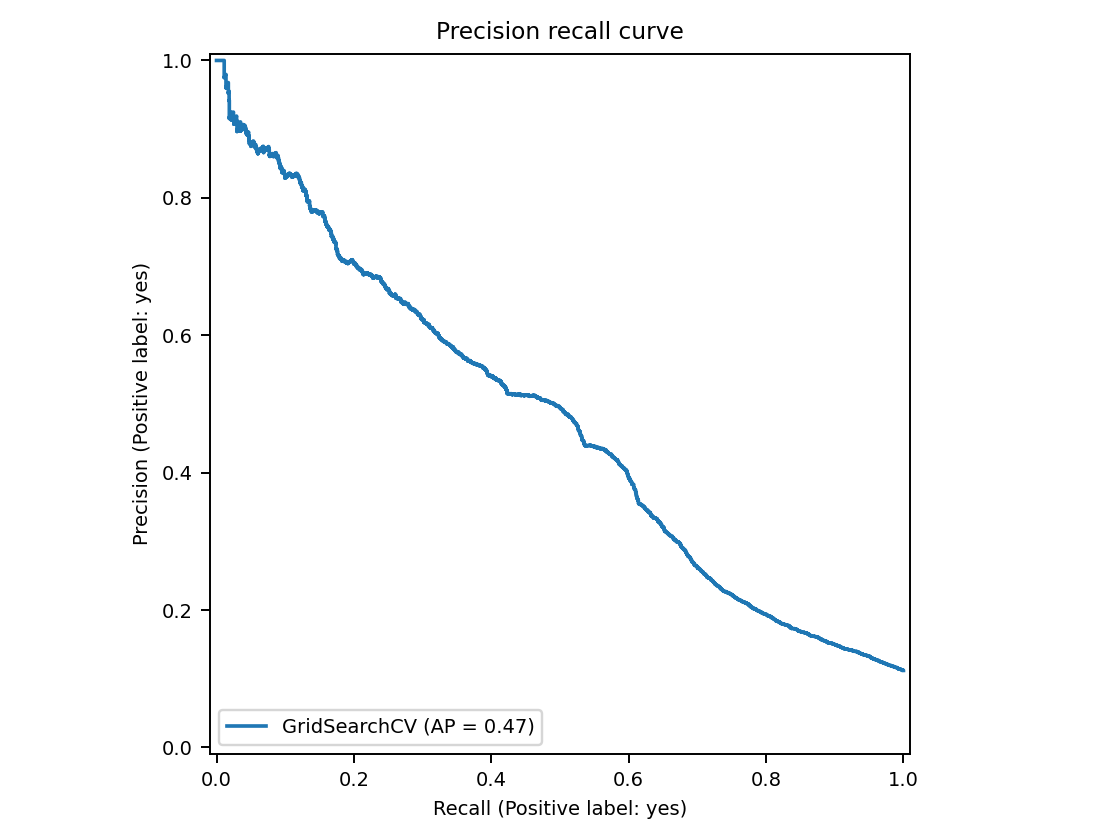 Precision recall curve
1.0
0.8
0.6
0.4
0.2
0.0
Precision (Positive label: yes)
GridSearchCV (AP = 0.47)
0.0 0.2 0.4 0.6 0.8 1.0
Recall (Positive label: yes)